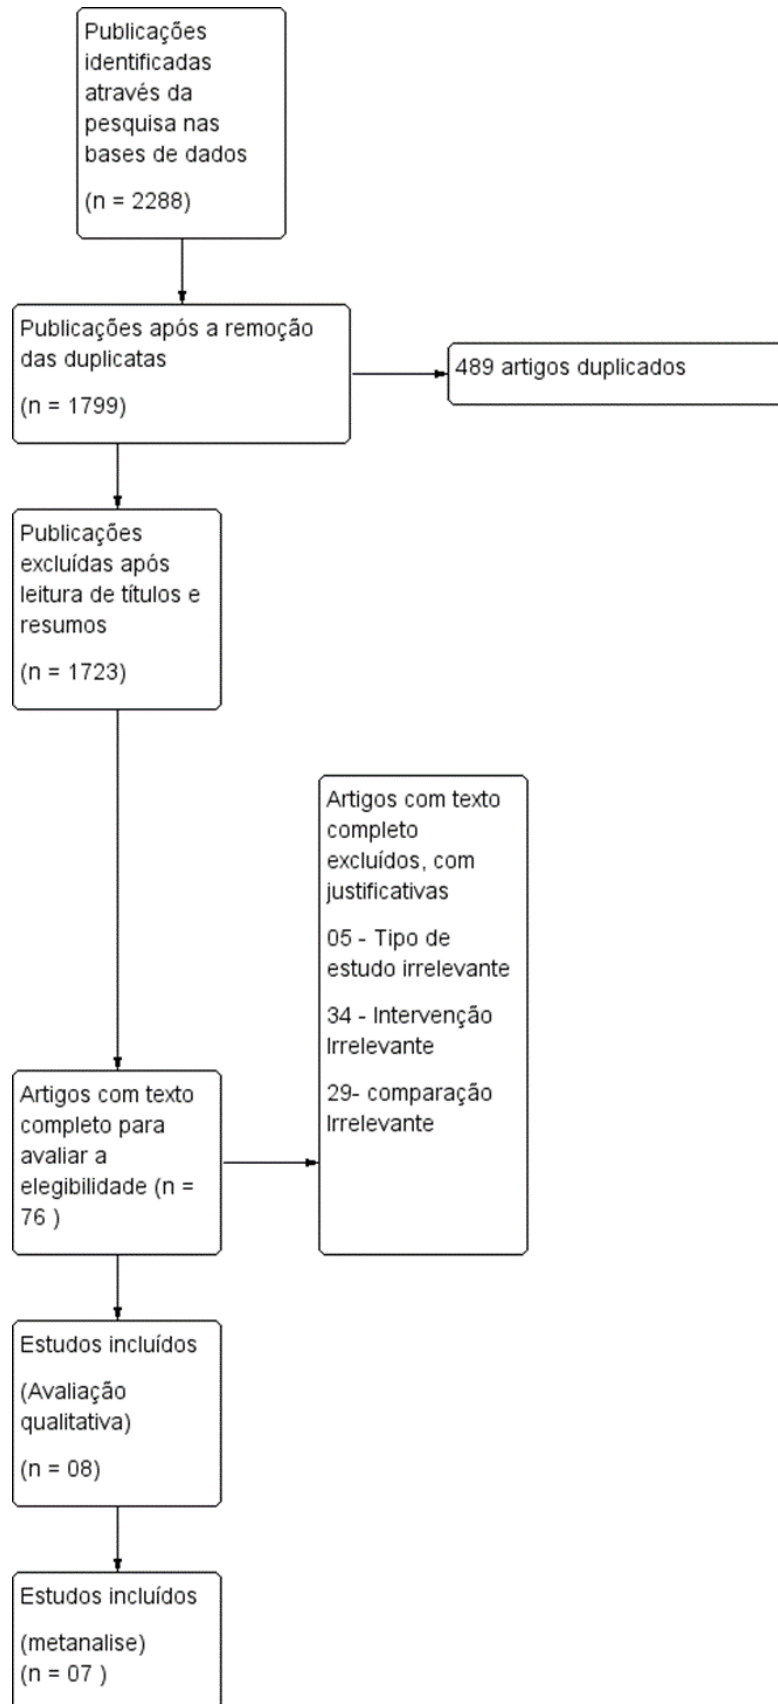 Publicações
identificadas
através da
pesquisa nas
bases de dados
(n = 2288)
Publicações após a remoção
das duplicatas
(n = 1799)
489 artigos duplicados
Publicações
excluídas após
leitura de títulos e
resumos
(n = 1723)
Artigos com texto
completo
excluídos, com
justificativas
05 - Tipo de
estudo irrelevante
34 - Intervenção
Irrelevante
29- comparação
Irrelevante
Artigos com texto
completo para
avaliar a
elegibilidade (n =
76 )
Estudos incluídos
(Avaliação
qualitativa)
(n = 08)
Estudos incluídos
(metanalise)
(n = 07 )